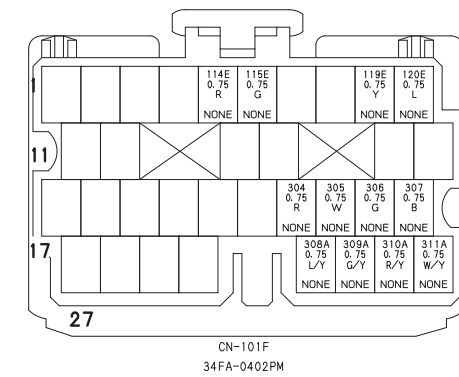 1
114E 115E 119E 120E
0.75 0.75 0.75 0.75
R G Y L
NONE NONE NONE NONE
11
304 305 306 307
0.75 0.75 0.75 0.75
R W G B
NONE NONE NONE NONE
17
308A 309A 310A 311A
0.75 0.75 0.75 0.75
L/Y G/Y R/Y W/Y
NONE NONE NONE NONE
27
CN-101F
34FA-0402PM